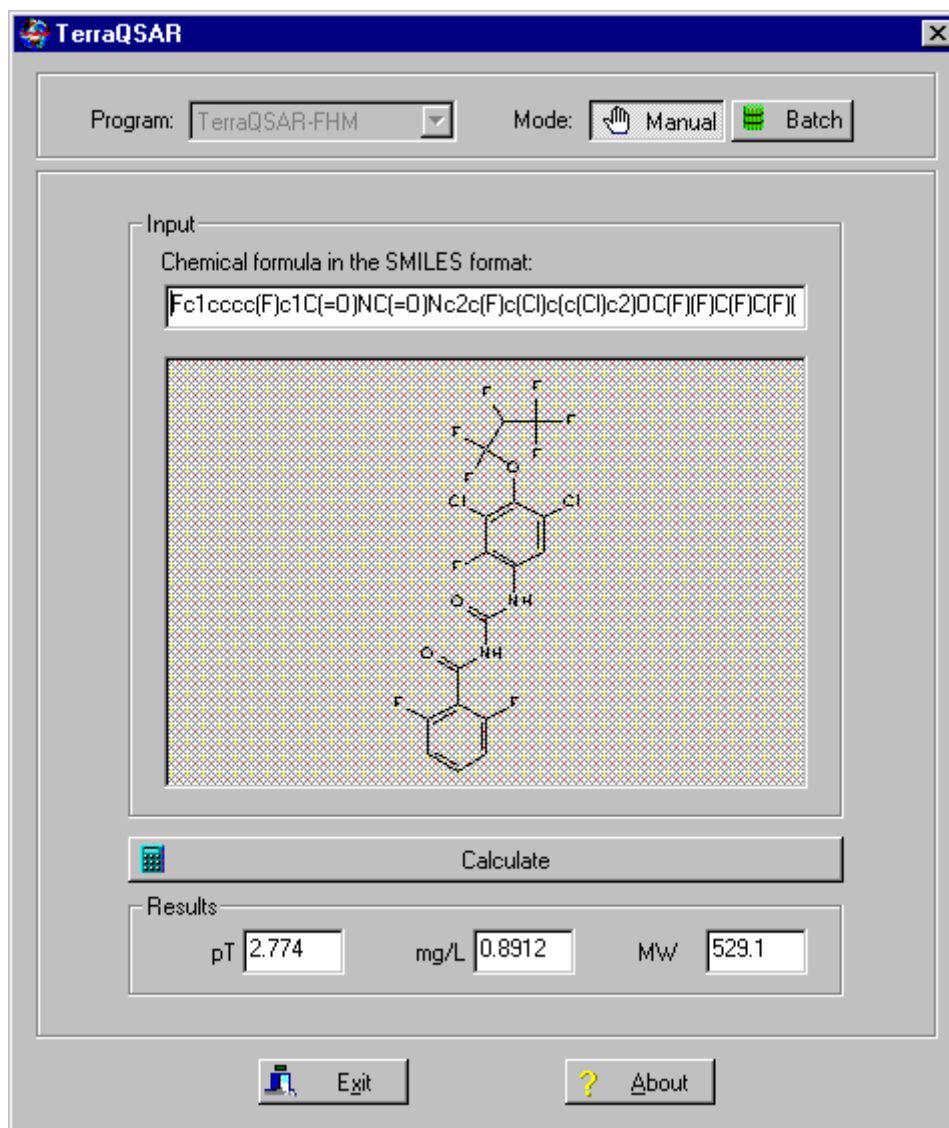 TerraQSAR
Program: TerraQSAR-FHM Mode: Manual Batch
Input
Chemical formula in the SMILES format:
Fc1cccc(F)c1C(=O)NC(=O)Nc2c(F)c(Cl)c(c(Cl)c2)OC(F)(F)C(F)C(F)(
F F
F F
F F
O
Cl Cl
F
O NH
O NH
F F
Calculate
Results
pT 2.774 mg/L 0.8912 MW 529.1
Exit About